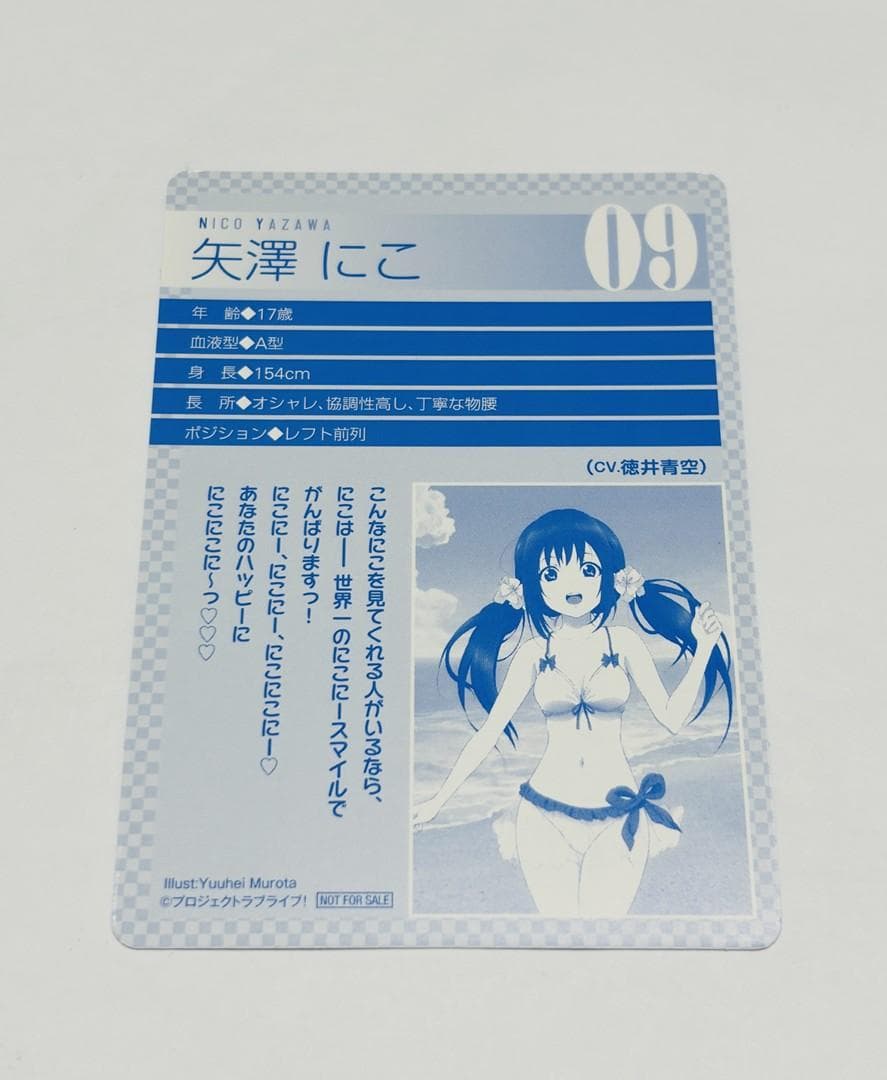 NICO YAZAWA
矢澤 にこ
09
年 齢◆17歳
血液型◆A型
身 長◆154cm
長 所◆オシャレ、協調性高し、丁寧な物腰
ポジション◆レフト前列
(CV.徳井青空)
こんなにこを見てくれる人がいるなら、
にこは── 世界一のにこにースマイルで
がんばりますっ!
にこにー、にこにー、にこにこにー♡
あなたのハッピーに
にこにこに〜っ♡♡♡
Illust:Yuuhei Murota
©プロジェクトラブライブ! NOT FOR SALE